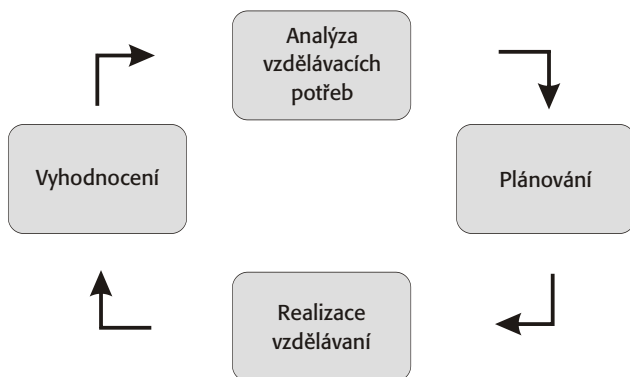 Analýza
vzdělávacích
potřeb
Vyhodnocení
Plánování
Realizace
vzdělávaní